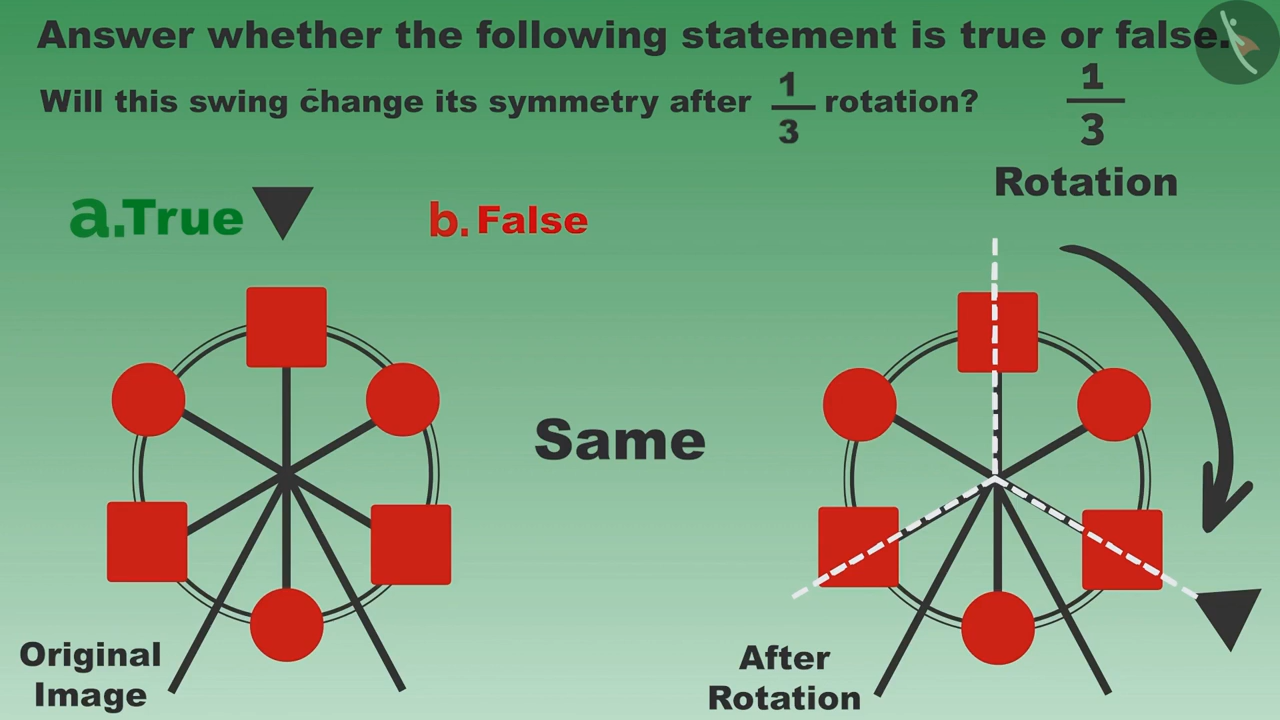 Answer whether the following statement is true or false.
Will this swing change its symmetry after 1/3 rotation?
1/3
Rotation
a. True
b. False
Same
Original
Image
After
Rotation